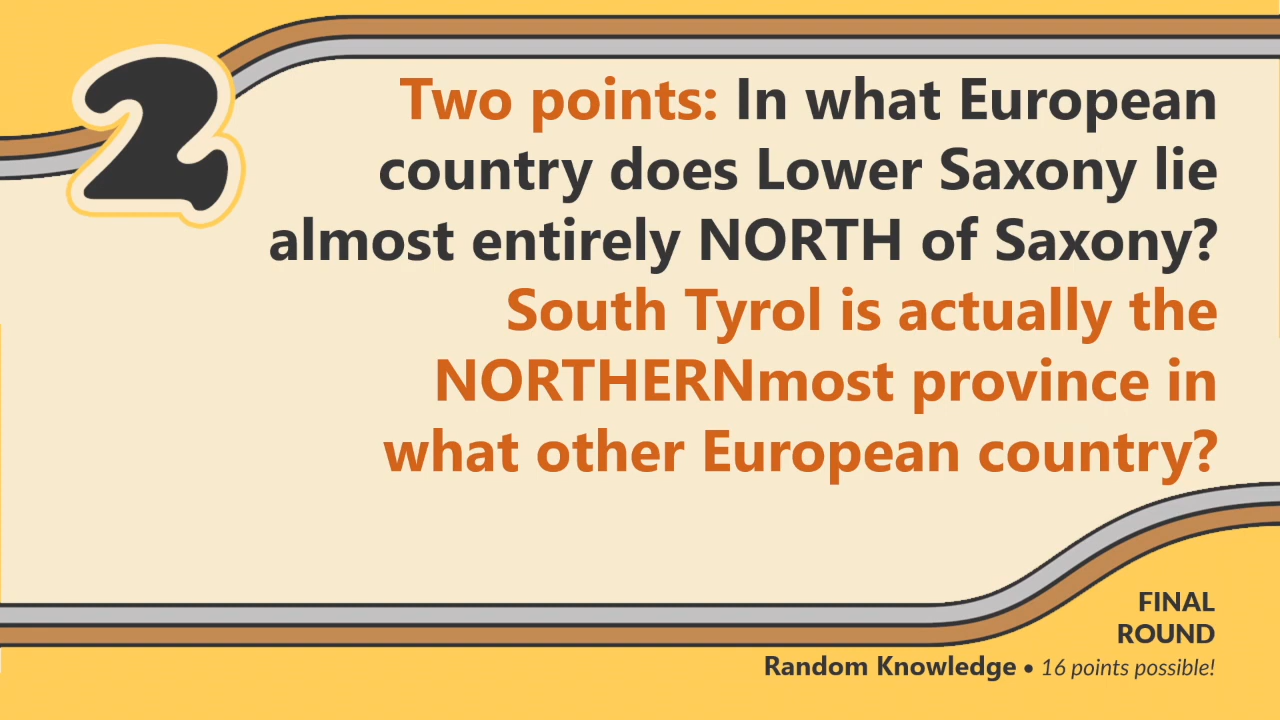 2
Two points: In what European
country does Lower Saxony lie
almost entirely NORTH of Saxony?
South Tyrol is actually the
NORTHERNmost province in
what other European country?
FINAL
ROUND
Random Knowledge • 16 points possible!